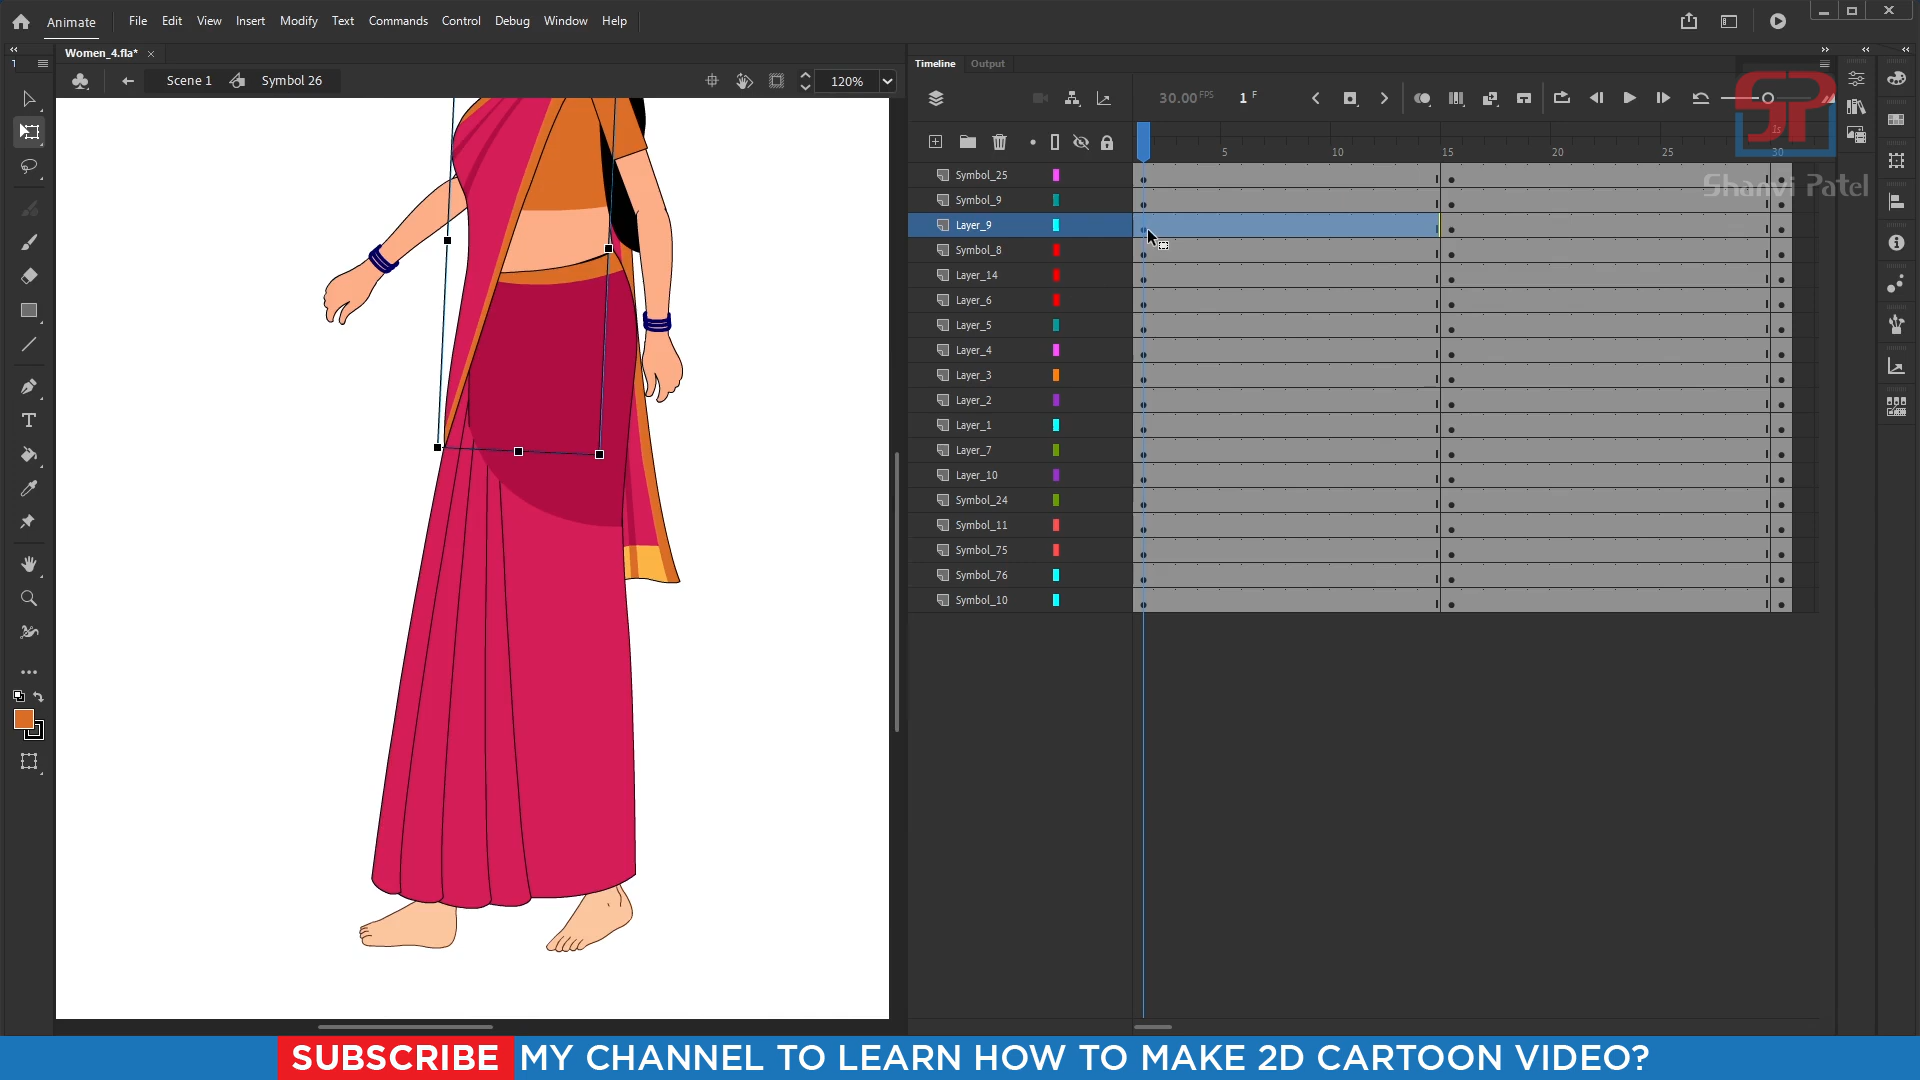 Animate File Edit View Insert Modify Text Commands Control Debug Window Help
Women_4.fla*
Timeline Output
Scene 1 Symbol 26 120%
30.00 FPS 1 F
SP
1s
5 10 15 20 25 30
Shanvi Patel
Symbol_25
Symbol_9
Layer_9
Symbol_8
Layer_14
Layer_6
Layer_5
Layer_4
Layer_3
Layer_2
Layer_1
Layer_7
Layer_10
Symbol_24
Symbol_11
Symbol_75
Symbol_76
Symbol_10
SUBSCRIBE MY CHANNEL TO LEARN HOW TO MAKE 2D CARTOON VIDEO?